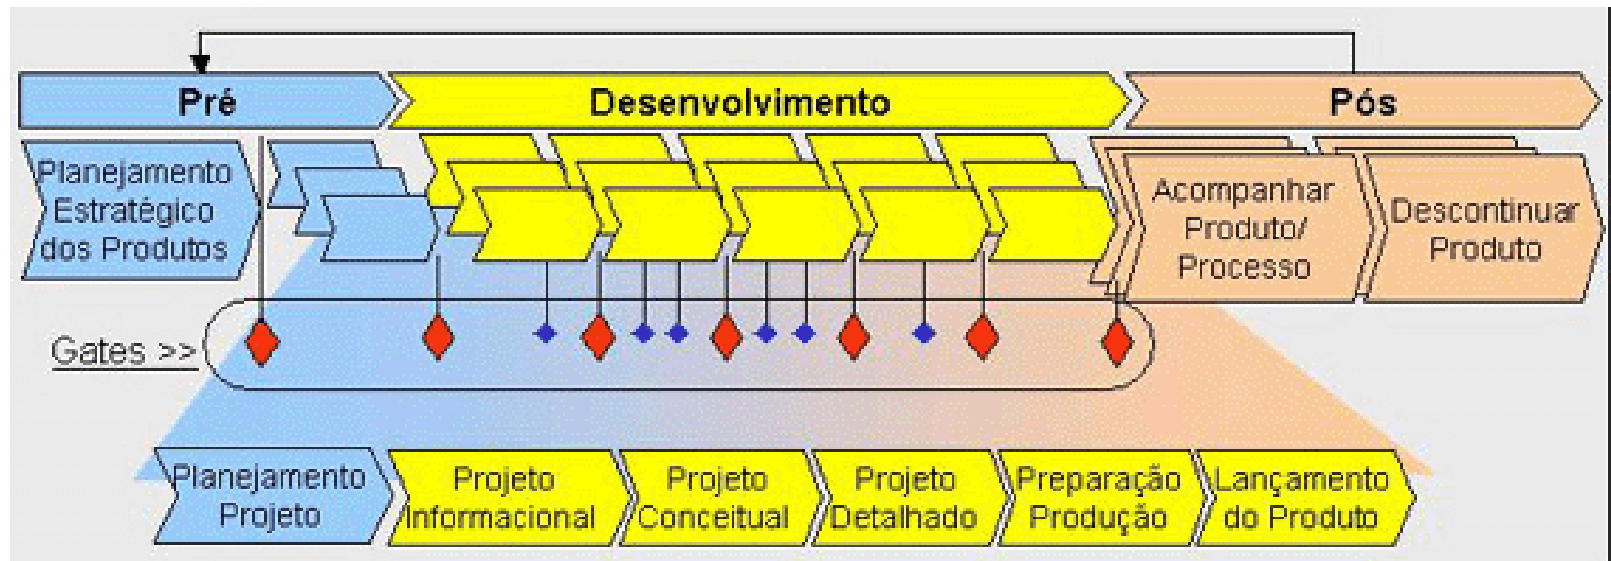 Pré
Desenvolvimento
Pós
Planejamento
Estratégico
dos Produtos
Acompanhar
Produto/
Processo
Descontinuar
Produto
Gates >>
Planejamento
Projeto
Projeto
Informacional
Projeto
Conceitual
Projeto
Detalhado
Preparação
Produção
Lançamento
do Produto